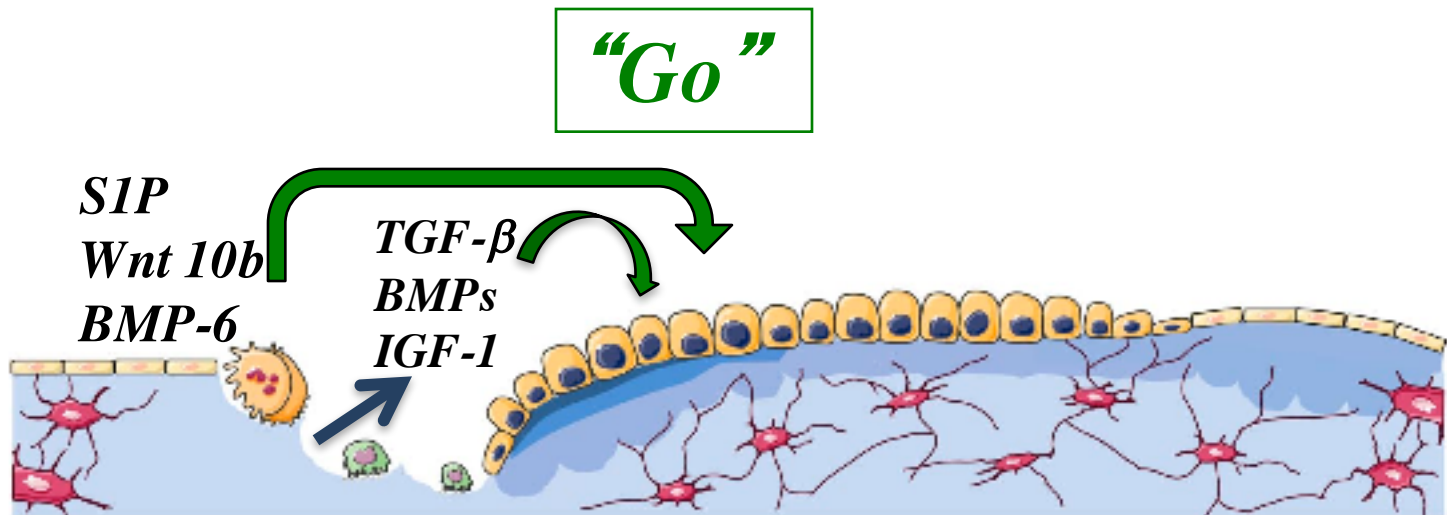 “Go”
S1P
Wnt 10b
BMP-6
TGF-β
BMPs
IGF-1